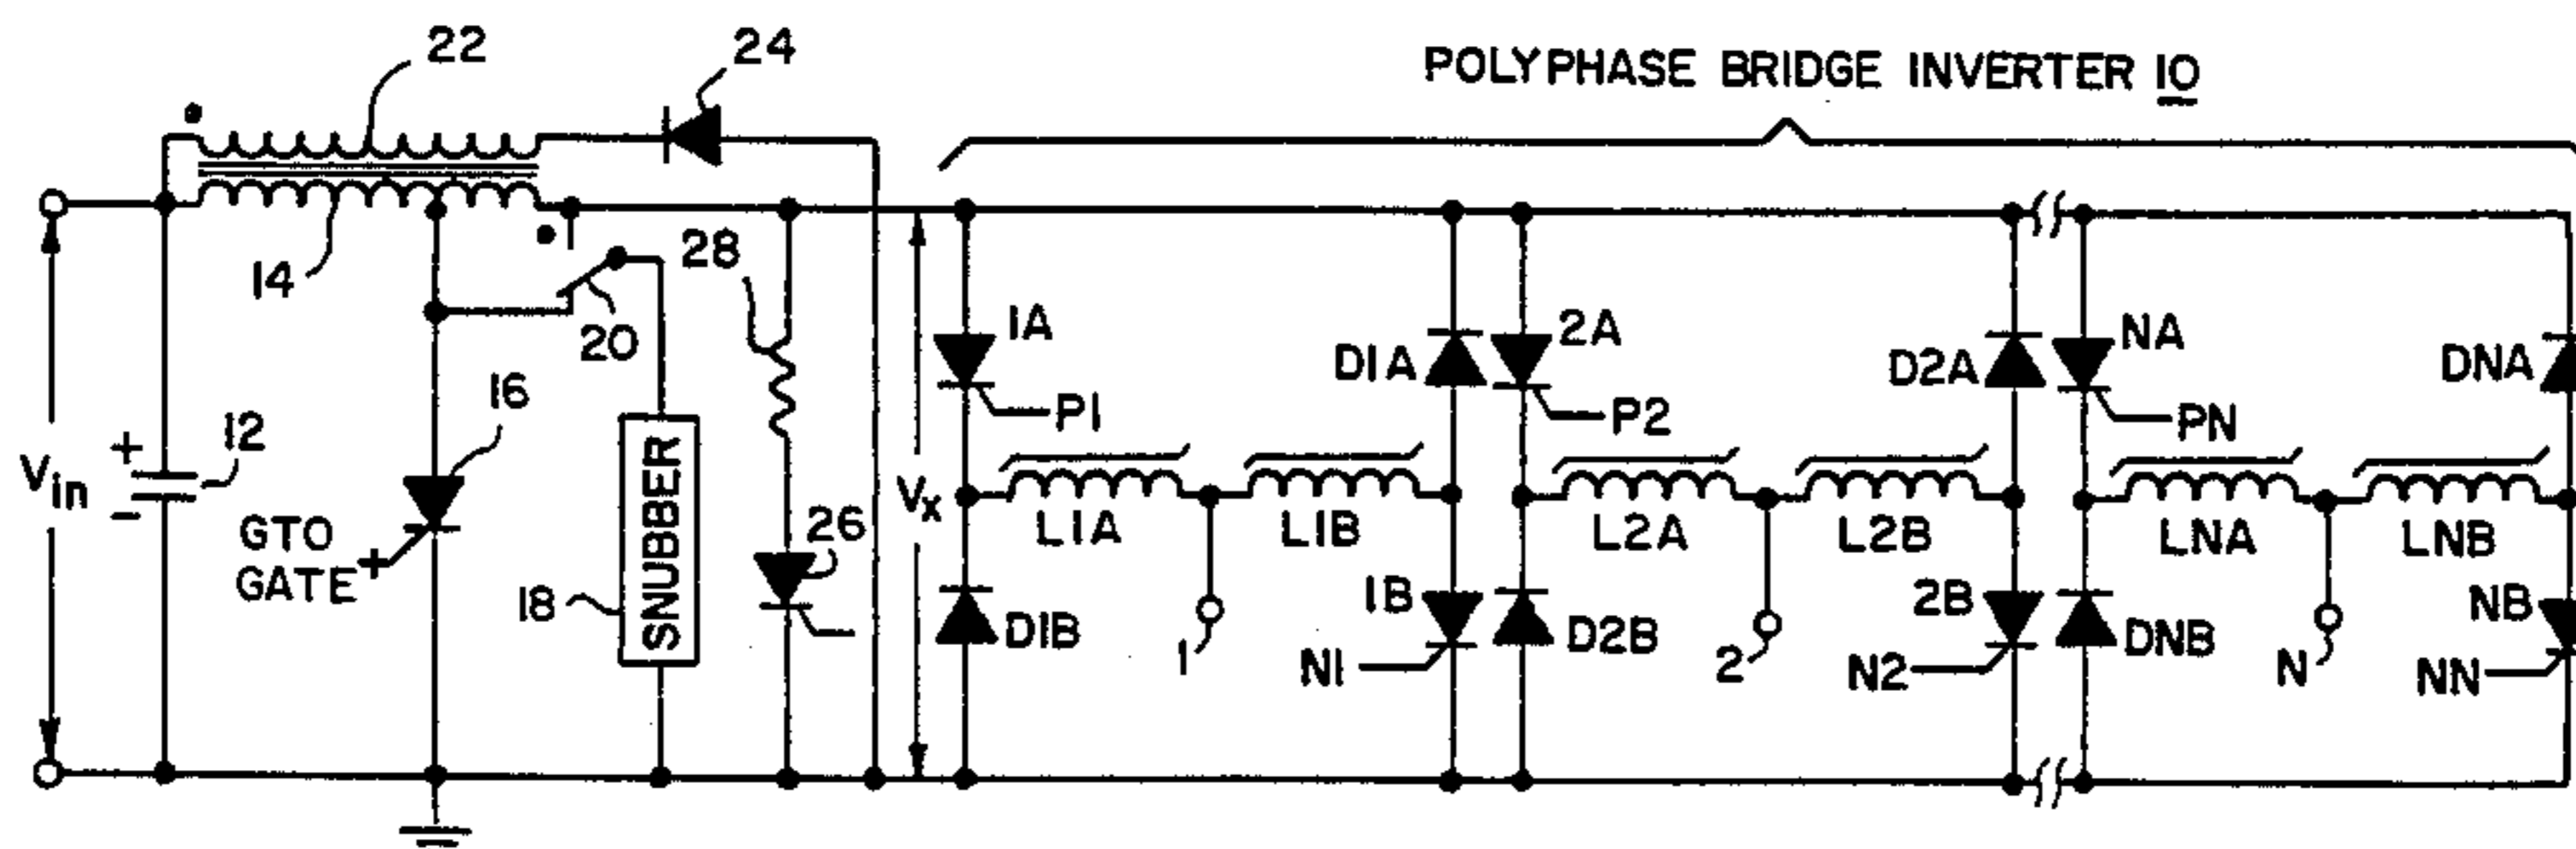 22
24
POLYPHASE BRIDGE INVERTER 10
14
28
20
1A
D1A
2A
D2A
NA
DNA
16
P1
P2
PN
+
12
Vin
-
GTO
GATE
+
18
SNUBBER
26
Vx
L1A
L1B
L2A
L2B
LNA
LNB
D1B
1
1B
N1
D2B
2
2B
N2
DNB
N
NB
NN